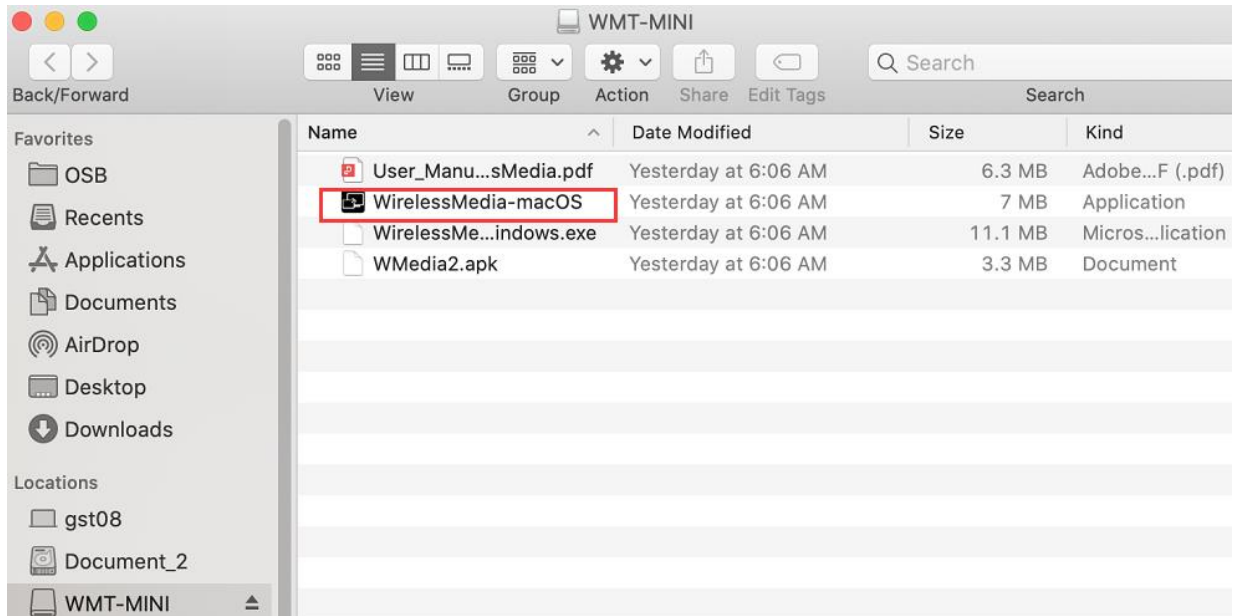 WMT-MINI
Search
Back/Forward View Group Action Share Edit Tags Search
Favorites
OSB
Recents
Applications
Documents
AirDrop
Desktop
Downloads
Locations
gst08
Document_2
WMT-MINI
Name Date Modified Size Kind
User_Manu...sMedia.pdf Yesterday at 6:06 AM 6.3 MB Adobe...F (.pdf)
WirelessMedia-macOS Yesterday at 6:06 AM 7 MB Application
WirelessMe...indows.exe Yesterday at 6:06 AM 11.1 MB Micros...lication
WMedia2.apk Yesterday at 6:06 AM 3.3 MB Document